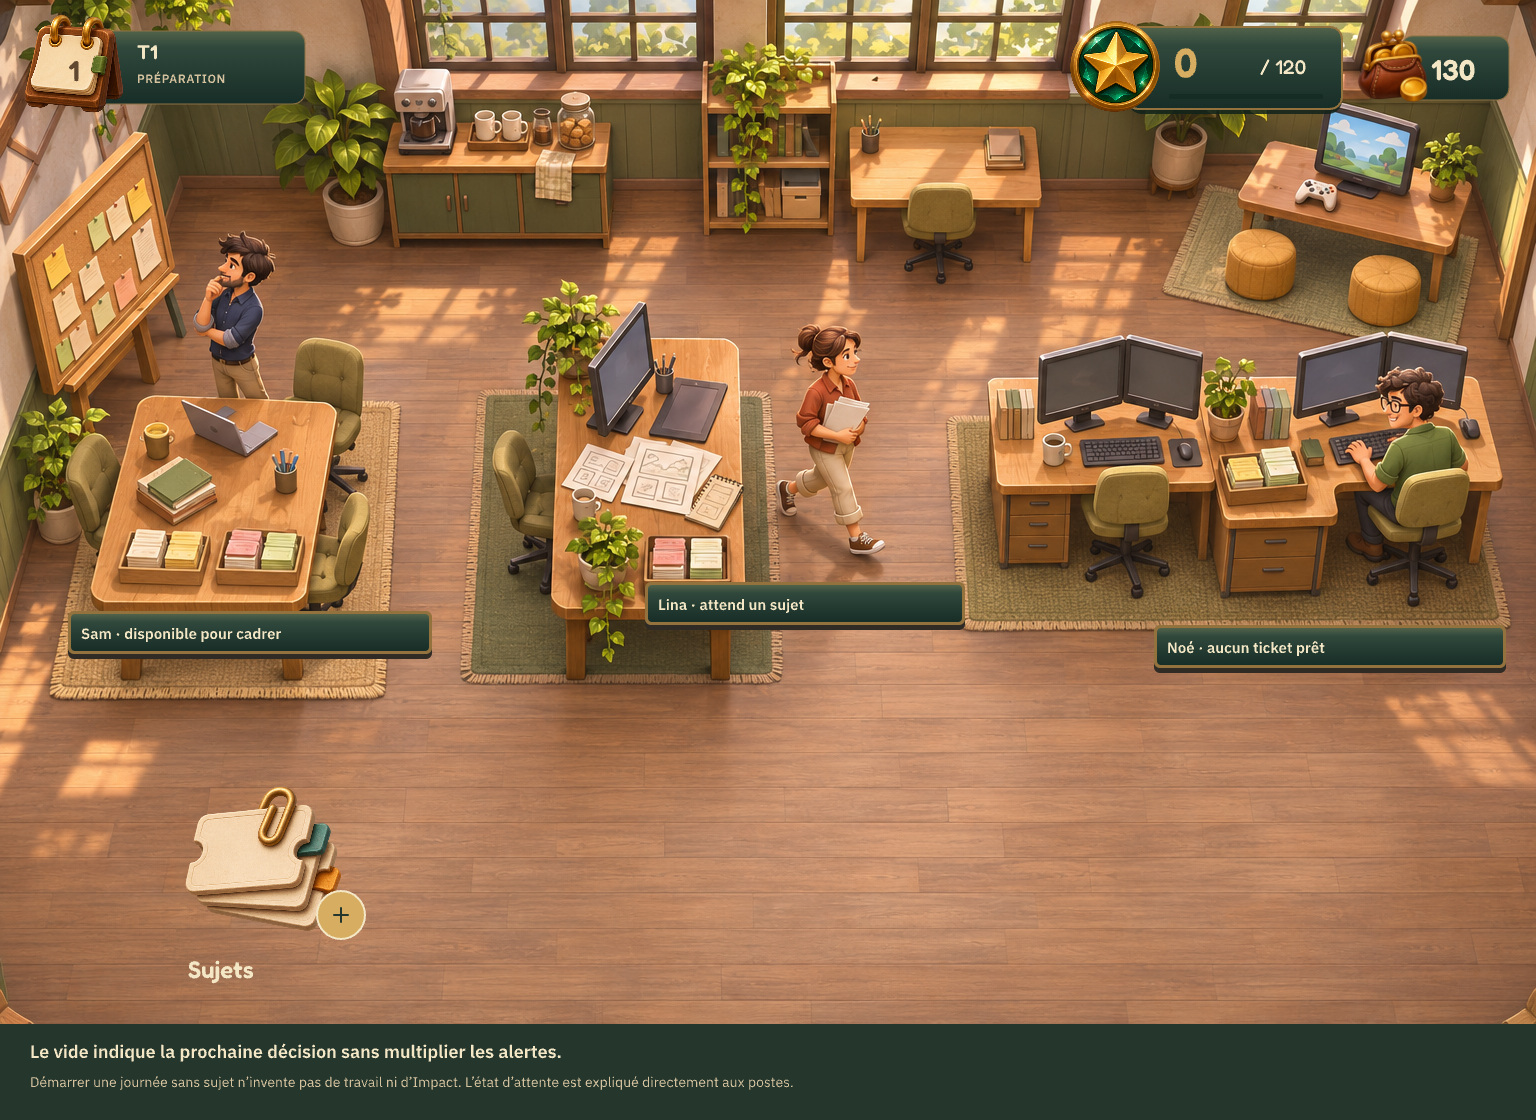 1
T1
PRÉPARATION
0
/ 120
130
Lina · attend un sujet
Sam · disponible pour cadrer
Noé · aucun ticket prêt
+
Sujets
Le vide indique la prochaine décision sans multiplier les alertes.
Démarrer une journée sans sujet n’invente pas de travail ni d’Impact. L’état d’attente est expliqué directement aux postes.